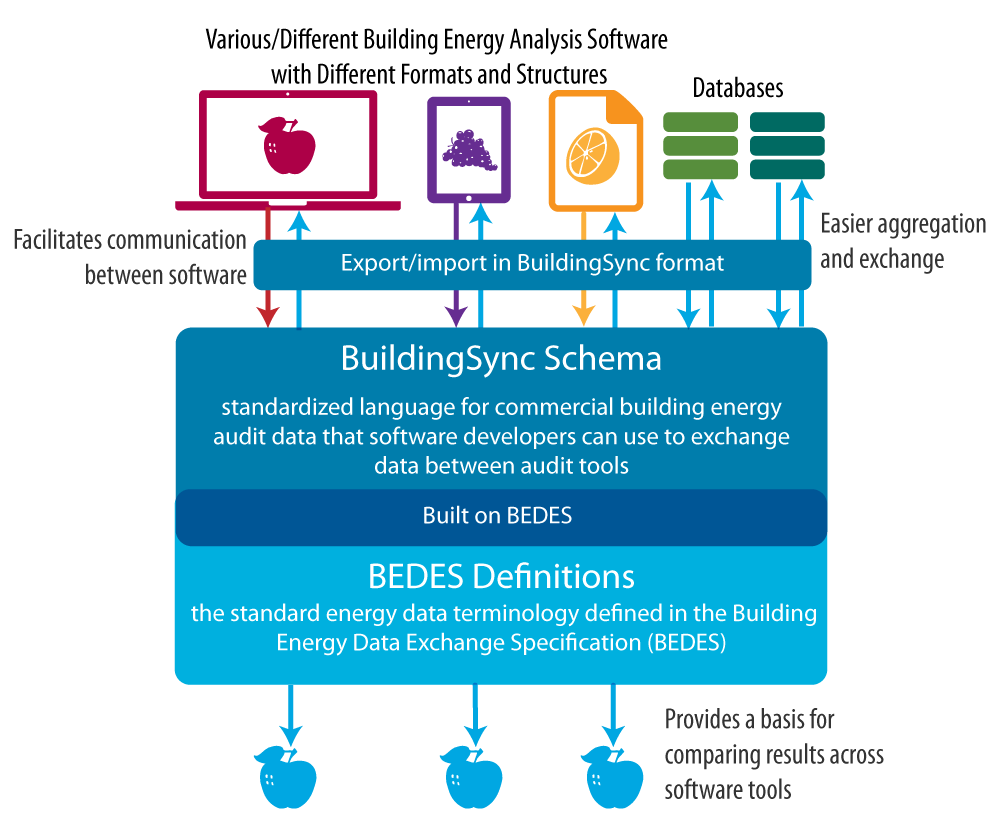 Various/Different Building Energy Analysis Software
with Different Formats and Structures
Databases
Facilitates communication
between software
Export/import in BuildingSync format
Easier aggregation
and exchange
BuildingSync Schema
standardized language for commercial building energy
audit data that software developers can use to exchange
data between audit tools
Built on BEDES
BEDES Definitions
the standard energy data terminology defined in the Building
Energy Data Exchange Specification (BEDES)
Provides a basis for
comparing results across
software tools